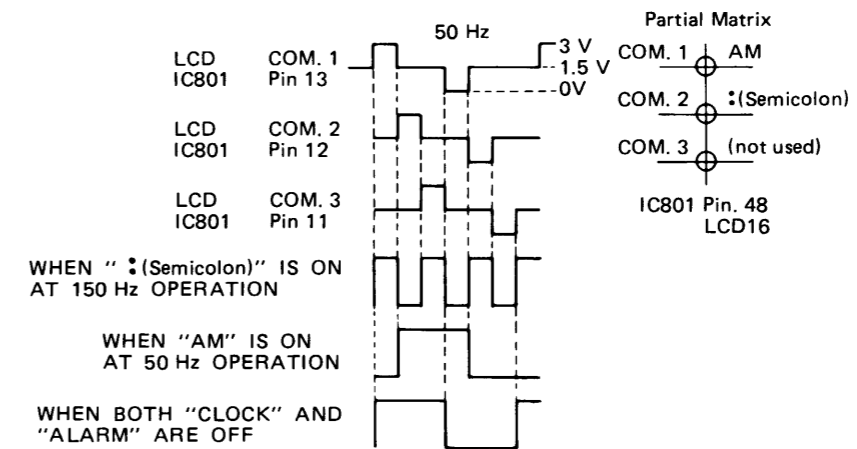 50 Hz
Partial Matrix
LCD COM. 1
IC801 Pin 13
3 V
1.5 V
0V
COM. 1 AM
LCD COM. 2
IC801 Pin 12
COM. 2 :(Semicolon)
LCD COM. 3
IC801 Pin 11
COM. 3 (not used)
IC801 Pin. 48
LCD16
WHEN " :(Semicolon)" IS ON
AT 150 Hz OPERATION
WHEN "AM" IS ON
AT 50 Hz OPERATION
WHEN BOTH "CLOCK" AND
"ALARM" ARE OFF